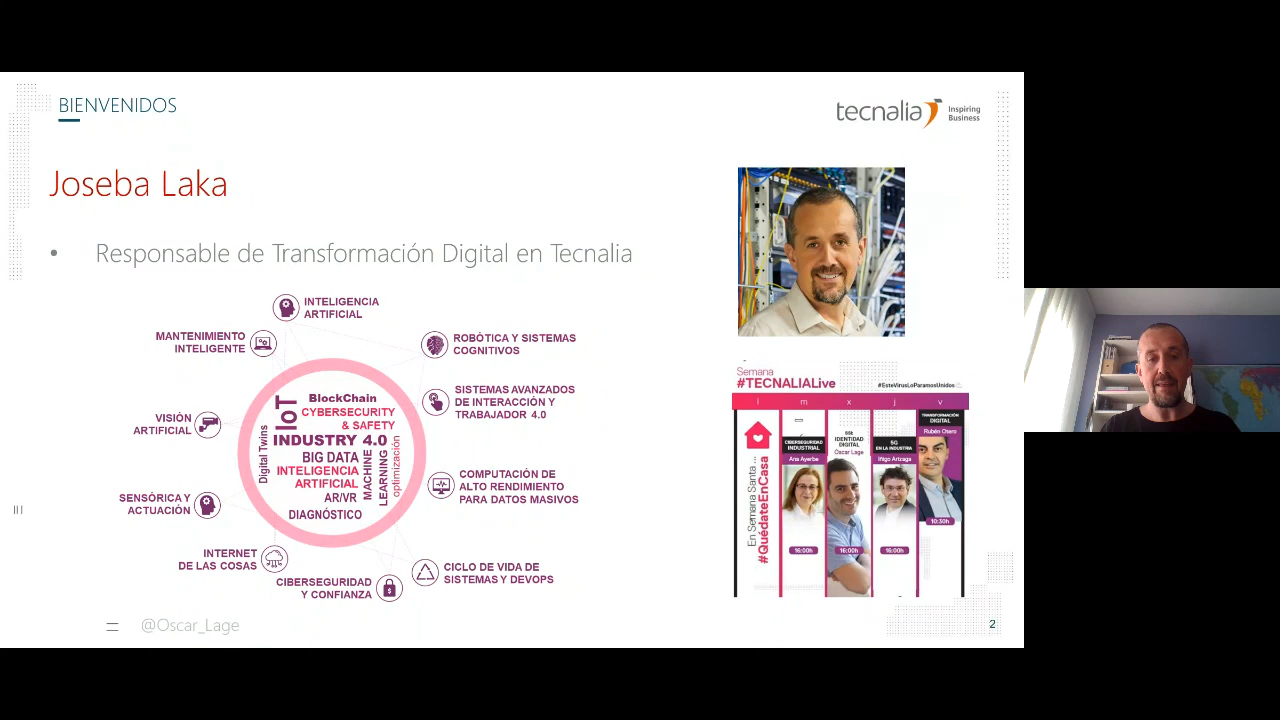 BIENVENIDOS
tecnalia
Inspiring
Business
Joseba Laka
• Responsable de Transformación Digital en Tecnalia
INTELIGENCIA
ARTIFICIAL
MANTENIMIENTO
INTELIGENTE
ROBÓTICA Y SISTEMAS
COGNITIVOS
SISTEMAS AVANZADOS
DE INTERACCIÓN Y
TRABAJADOR 4.0
VISIÓN
ARTIFICIAL
COMPUTACIÓN DE
ALTO RENDIMIENTO
PARA DATOS MASIVOS
SENSÓRICA Y
ACTUACIÓN
INTERNET
DE LAS COSAS
CIBERSEGURIDAD
Y CONFIANZA
CICLO DE VIDA DE
SISTEMAS Y DEVOPS
IoT
BlockChain
CYBERSECURITY
& SAFETY
INDUSTRY 4.0
Digital Twins
BIG DATA
INTELIGENCIA
ARTIFICIAL
MACHINE
LEARNING
optimización
AR/VR
DIAGNÓSTICO
Semana
#TECNALIALive
#EsteVirusLoParamosUnidos
l m x j v
En Semana Santa ...
#QuédateEnCasa
CIBERSEGURIDAD
INDUSTRIAL
Ana Ayerbe
16:00h
IDENTIDAD
DIGITAL
Oscar Lage
16:00h
5G
EN LA INDUSTRIA
Iñigo Arizaga
16:00h
TRANSFORMACIÓN
DIGITAL
Rubén Otero
10:30h
@Oscar_Lage
2